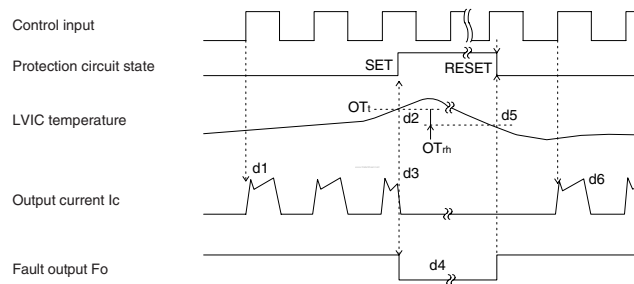 Control input
Protection circuit state
SET
RESET
LVIC temperature
OTt
d2
d5
OTrh
Output current Ic
d1
d3
d6
Fault output Fo
d4